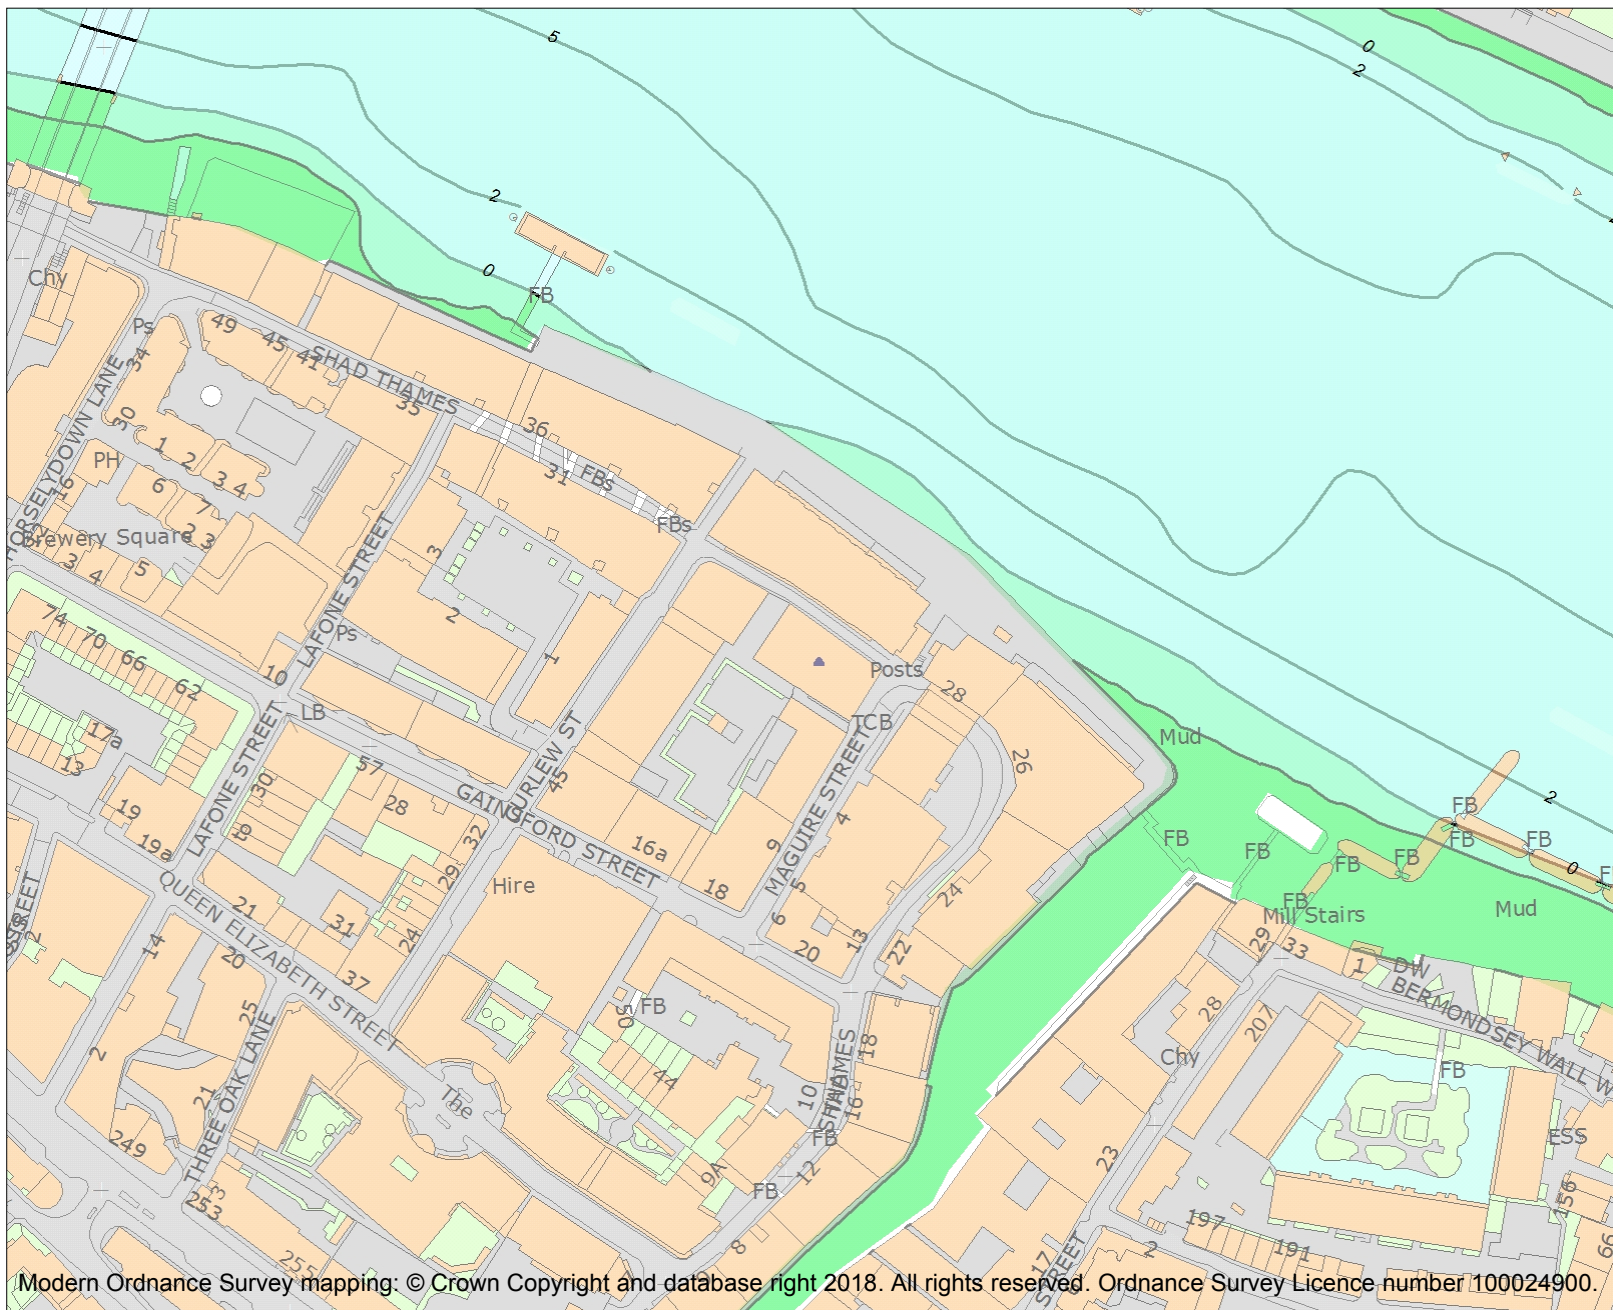 5
0
2
2
0
FB
Chy
Ps
34
30
49
45
41
SHAD THAMES
35
36
31
FBs
FBs
HORSELYDOWN LANE
PH
16
1
2
3
4
6
7
2
3
Brewery Square
3
4
5
LAFONE STREET
3
2
1
Ps
74
70
66
62
10
LB
17a
13
19
19a
LAFONE STREET
30
57
28
CURLEW ST
45
GAINSFORD STREET
16a
18
32
29
24
Hire
Posts
28
TCB
MAGUIRE STREET
26
4
9
5
6
20
13
22
24
Mud
FB
FB
FB
FB
FB
FB
FB
FB
2
0
Mill Stairs
Mud
29
33
1
DW
BERMONDSEY WALL W
QUEEN ELIZABETH STREET
21
31
37
14
20
25
2
2
21
THREE OAK LANE
249
3
253
255
The
50
FB
44
9A
10
SHAD THAMES
18
16
FB
12
FB
8
28
207
Chy
FB
ESS
23
156
197
191
2
17
STREET
66
Modern Ordnance Survey mapping: © Crown Copyright and database right 2018. All rights reserved. Ordnance Survey Licence number 100024900.